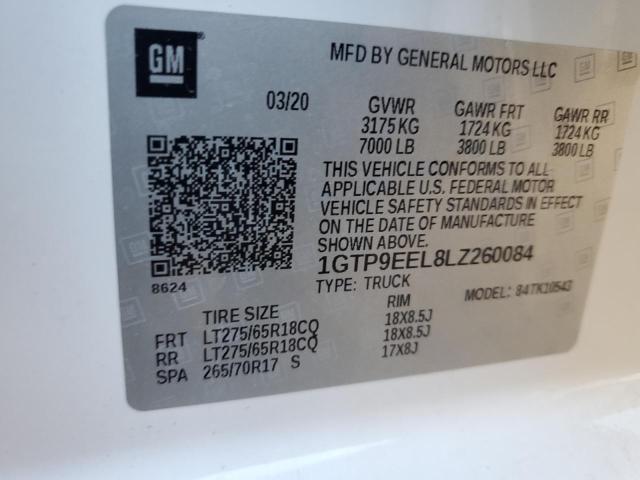 GM
MFD BY GENERAL MOTORS LLC
03/20 GVWR GAWR FRT GAWR RR
3175 KG 1724 KG 1724 KG
7000 LB 3800 LB 3800 LB
THIS VEHICLE CONFORMS TO ALL
APPLICABLE U.S. FEDERAL MOTOR
VEHICLE SAFETY STANDARDS IN EFFECT
ON THE DATE OF MANUFACTURE
SHOWN ABOVE.
1GTP9EEL8LZ260084
8624
TYPE: TRUCK MODEL: 84TK10543
TIRE SIZE RIM
FRT LT275/65R18CQ 18X8.5J
RR LT275/65R18CQ 18X8.5J
SPA 265/70R17 S 17X8J